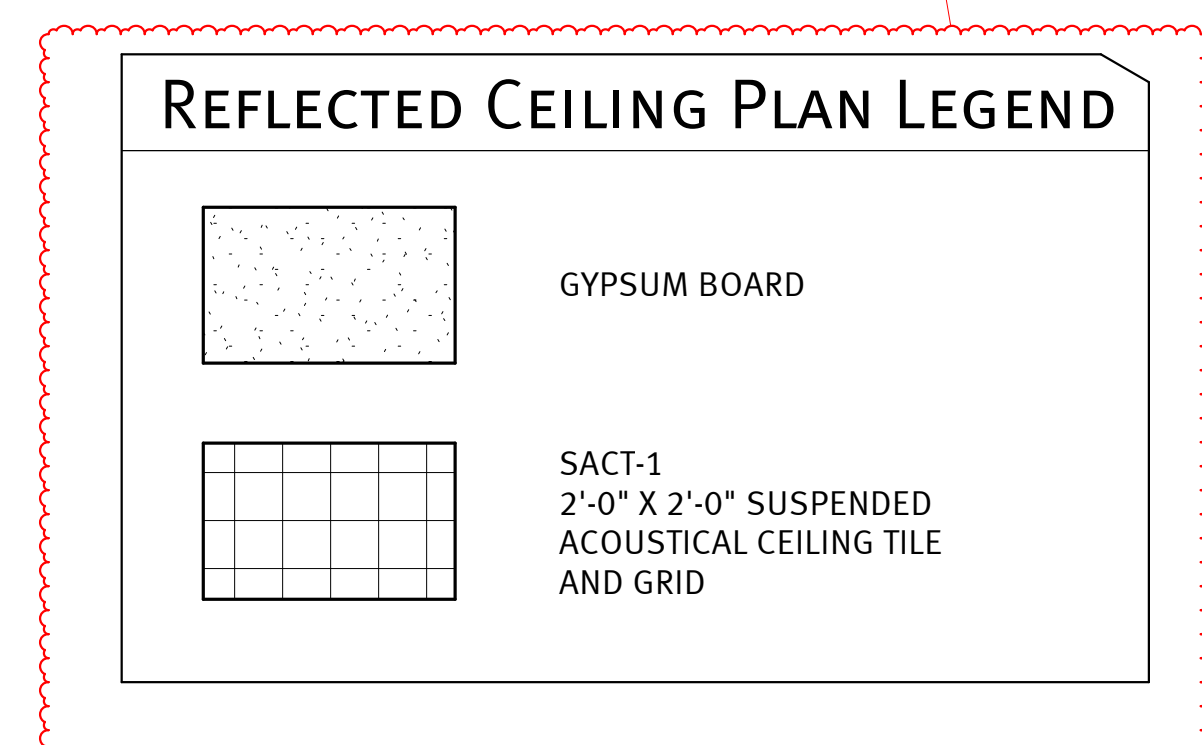 REFLECTED CEILING PLAN LEGEND
GYPSUM BOARD
SACT-1
2'-0" X 2'-0" SUSPENDED
ACOUSTICAL CEILING TILE
AND GRID